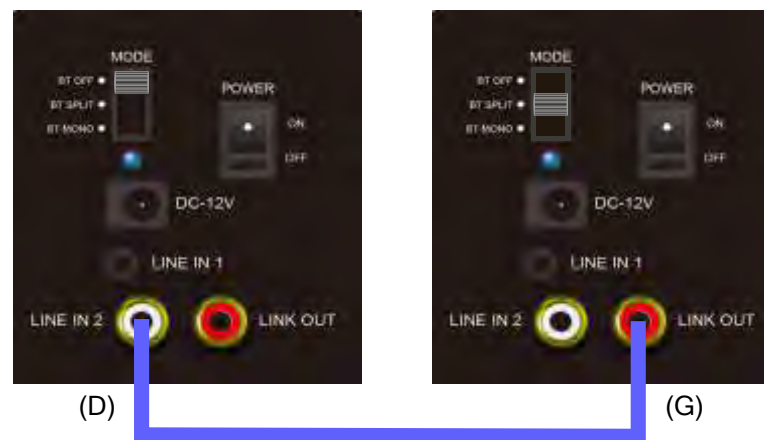 MODE
BT OFF
BT SPLIT
BT MONO
POWER
ON
OFF
DC-12V
LINE IN 1
LINE IN 2
LINK OUT
(D)
MODE
BT OFF
BT SPLIT
BT MONO
POWER
ON
OFF
DC-12V
LINE IN 1
LINE IN 2
LINK OUT
(G)